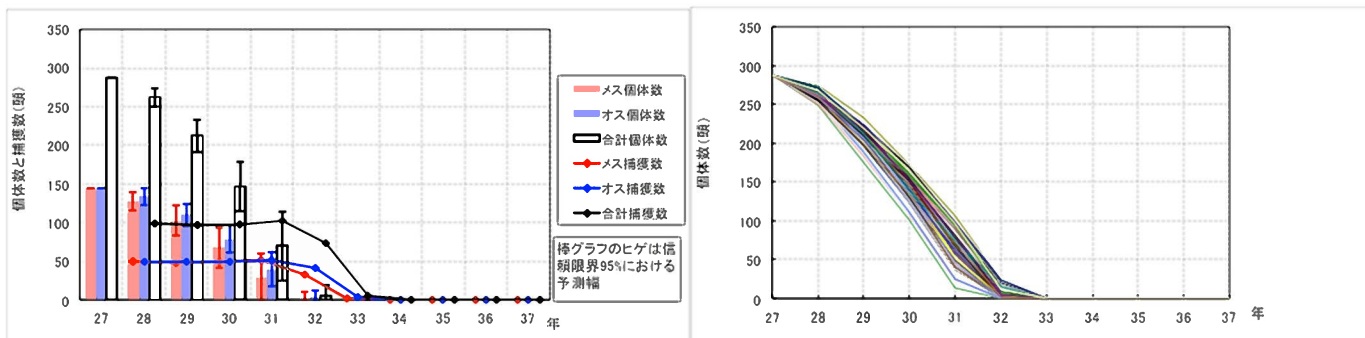 350
300
250
200
150
100
50
0
個体数と捕獲数(頭)
27 28 29 30 31 32 33 34 35 36 37
年
メス個体数
オス個体数
合計個体数
メス捕獲数
オス捕獲数
合計捕獲数
棒グラフのヒゲは信
頼限界95%における
予測幅
350
300
250
200
150
100
50
0
個体数(頭)
27 28 29 30 31 32 33 34 35 36 37
年